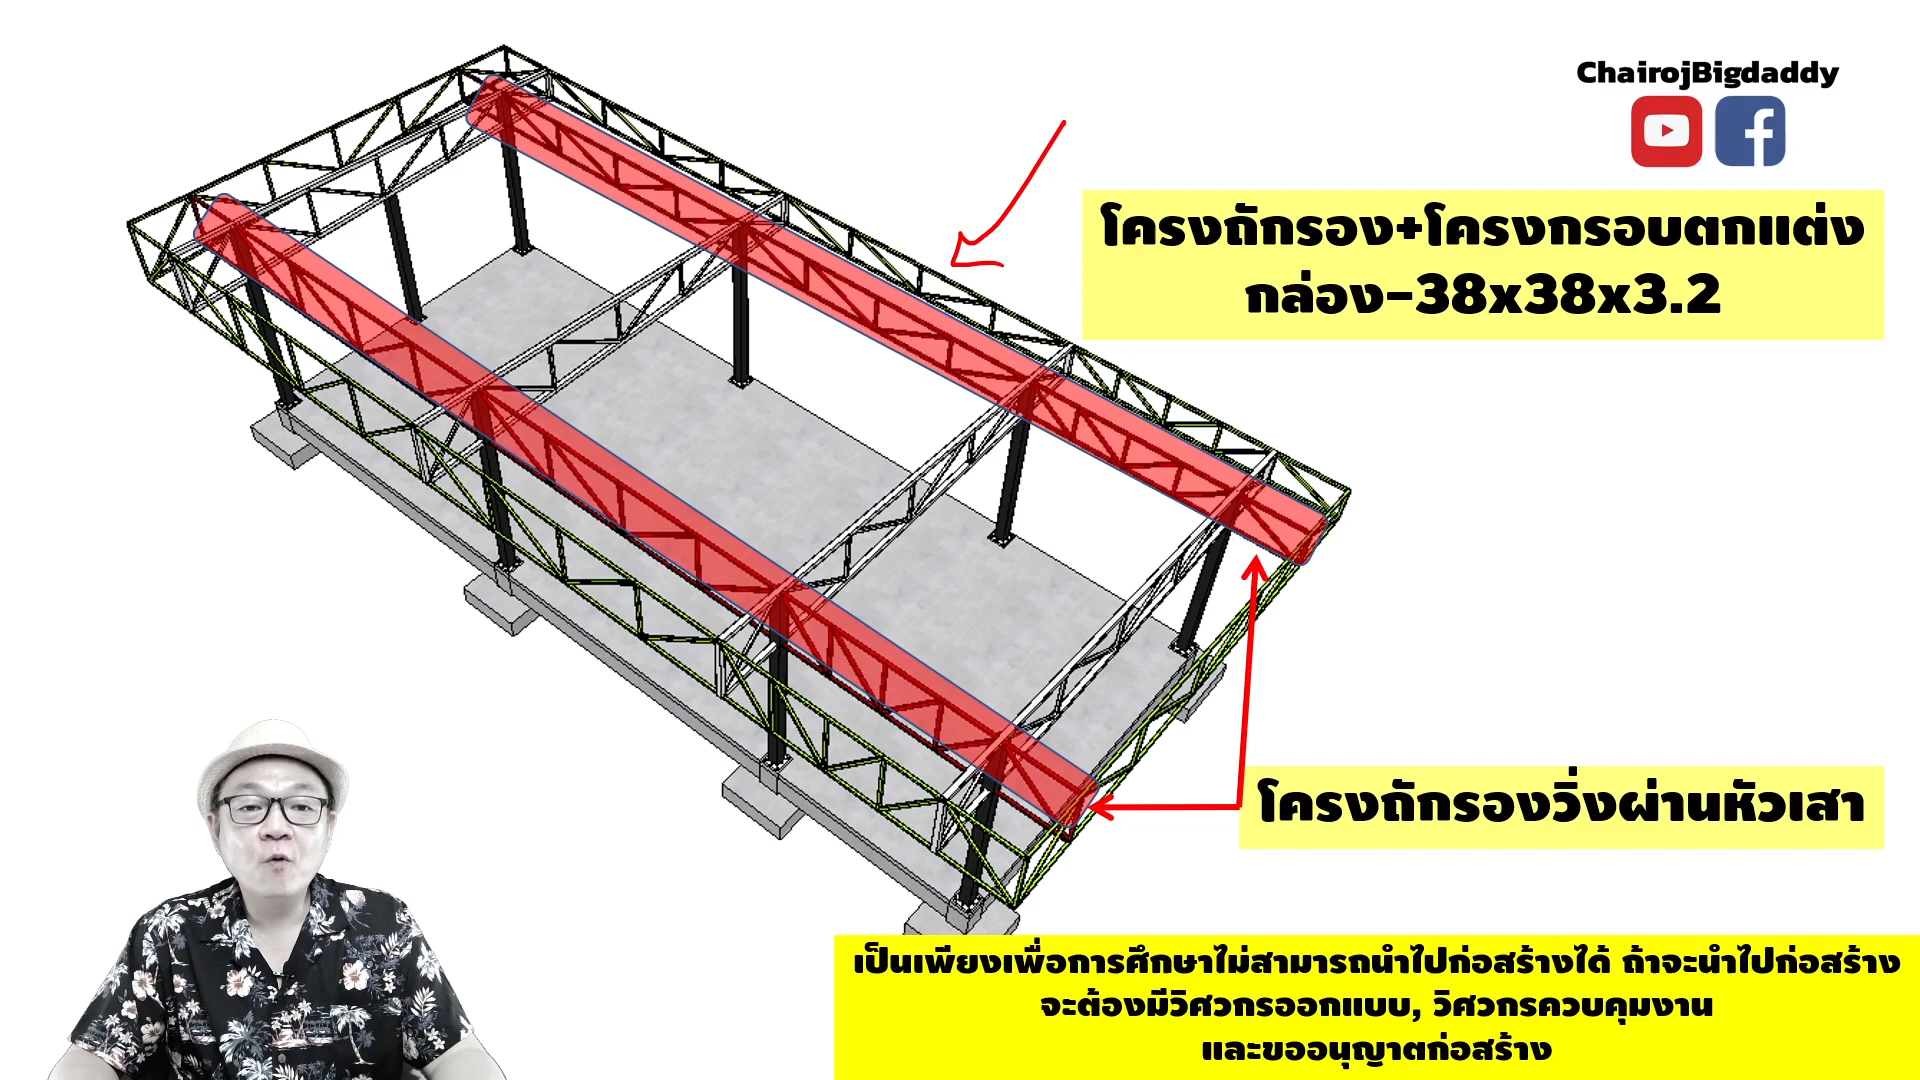 ChairojBigdaddy
โครงถักรอง+โครงกรอบตกแต่ง
กล่อง-38x38x3.2
โครงถักรองวิ่งผ่านหัวเสา
เป็นเพียงเพื่อการศึกษาไม่สามารถนำไปก่อสร้างได้ ถ้าจะนำไปก่อสร้าง
จะต้องมีวิศวกรออกแบบ, วิศวกรควบคุมงาน
และขออนุญาตก่อสร้าง